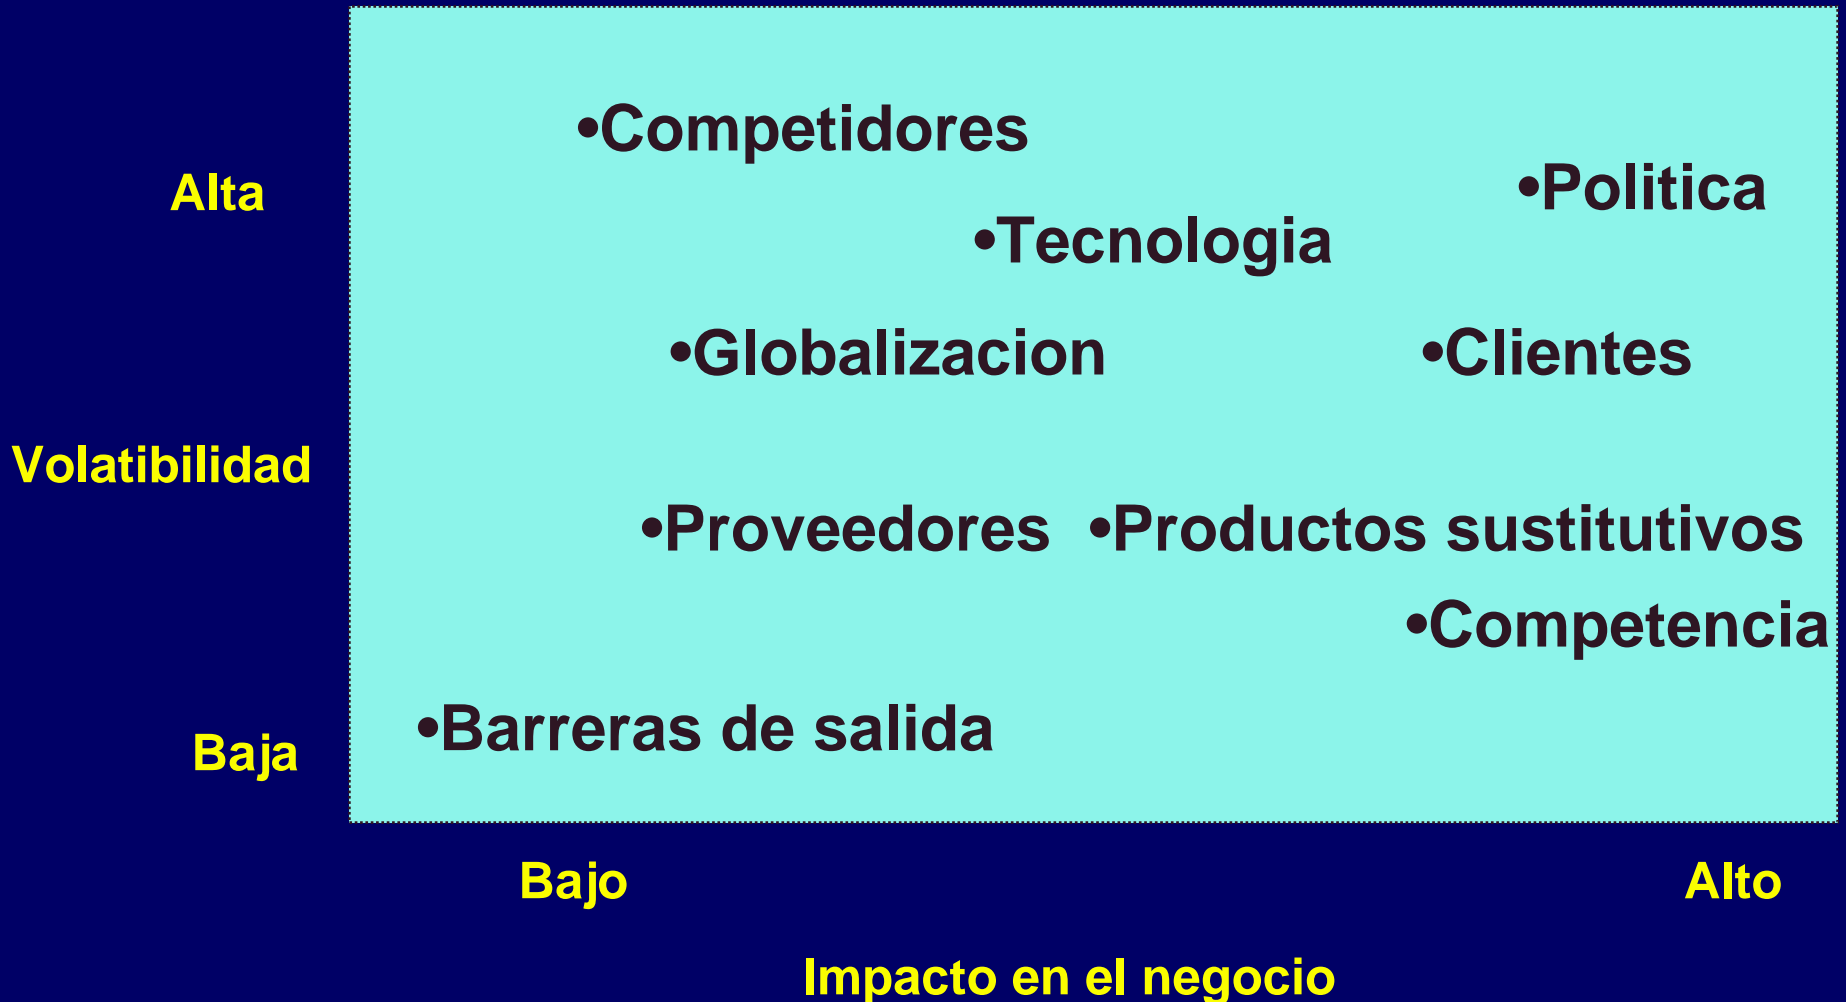 •Competidores
Alta
•Politica
•Tecnologia
•Globalizacion
•Clientes
Volatibilidad
•Proveedores •Productos sustitutivos
•Competencia
•Barreras de salida
Baja
Bajo
Alto
Impacto en el negocio